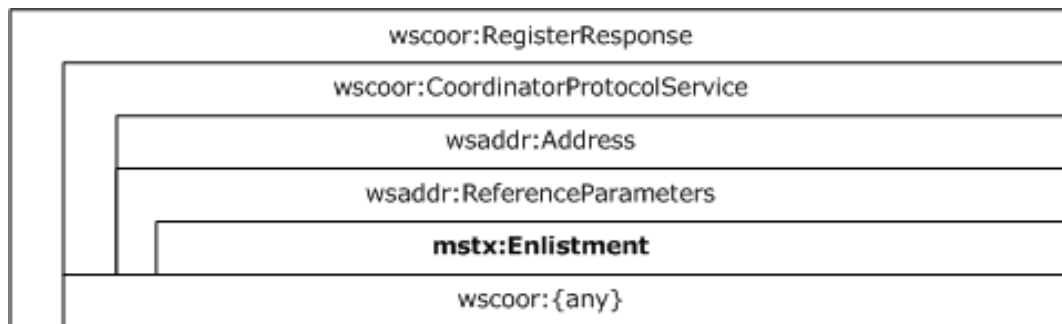 wscoor:RegisterResponse
wscoor:CoordinatorProtocolService
wsaddr:Address
wsaddr:ReferenceParameters
mstx:Enlistment
wscoor:{any}